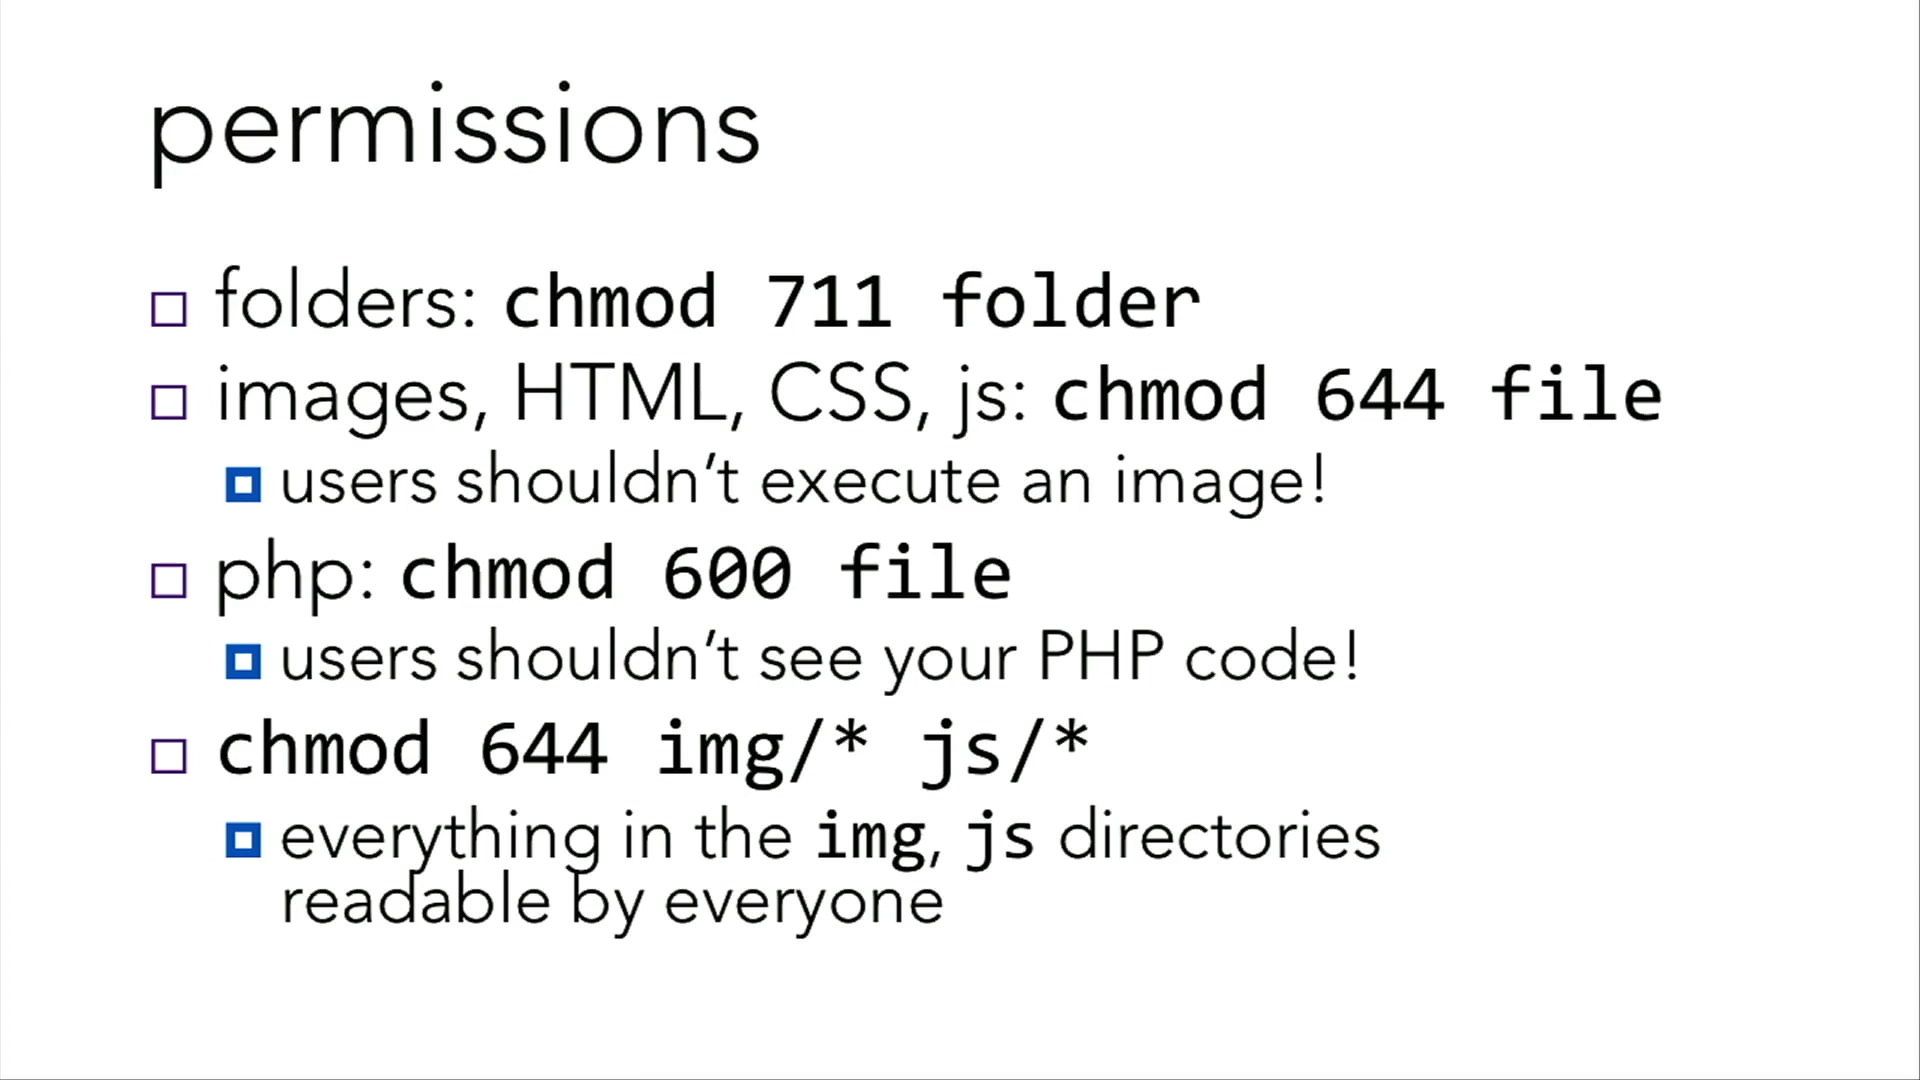 permissions
folders: chmod 711 folder
images, HTML, CSS, js: chmod 644 file
users shouldn’t execute an image!
php: chmod 600 file
users shouldn’t see your PHP code!
chmod 644 img/* js/*
everything in the img, js directories
readable by everyone